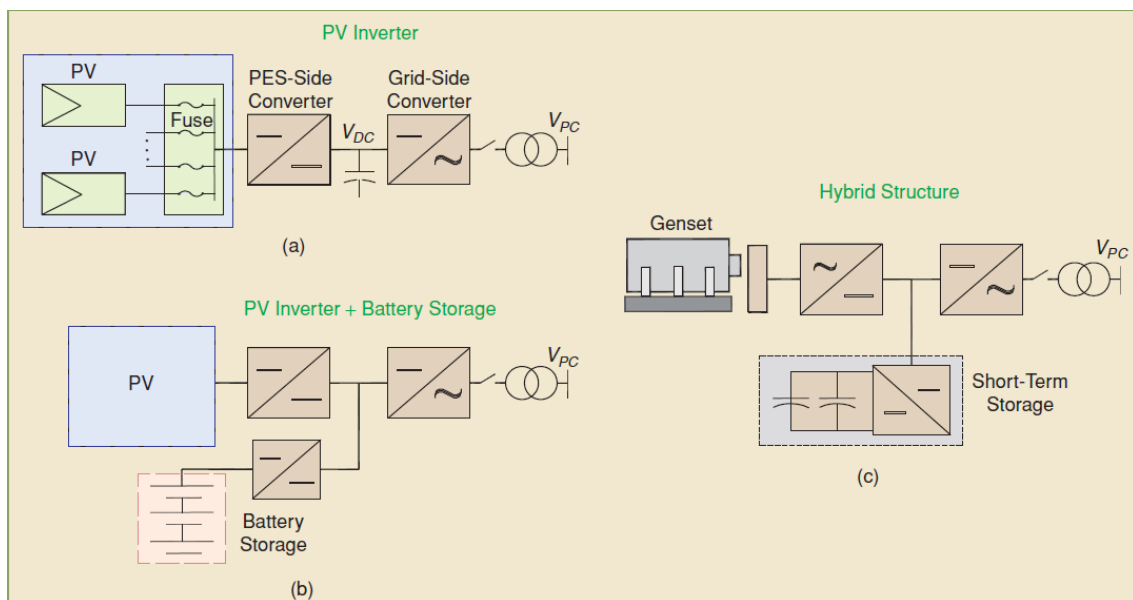 PV Inverter
PV
Fuse
PV
PES-Side
Converter
V_DC
Grid-Side
Converter
V_PC
(a)
PV Inverter + Battery Storage
PV
V_PC
Battery
Storage
(b)
Hybrid Structure
Genset
V_PC
Short-Term
Storage
(c)